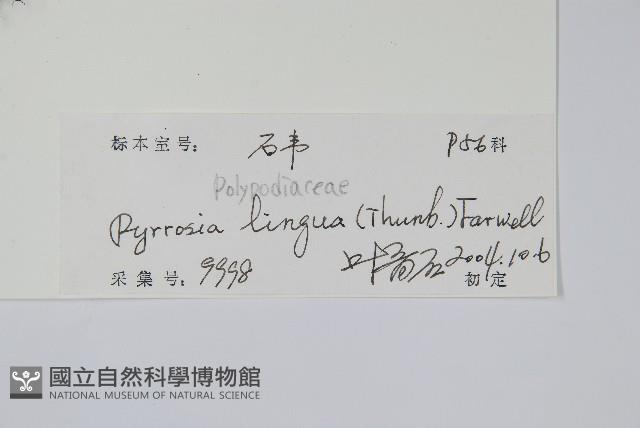 标本室号: 石韦 P56科
Polypodiaceae
Pyrrosia lingua (Thunb.) Farwell
采集号: 9998 2004.10.6
初定
國立自然科學博物館
NATIONAL MUSEUM OF NATURAL SCIENCE